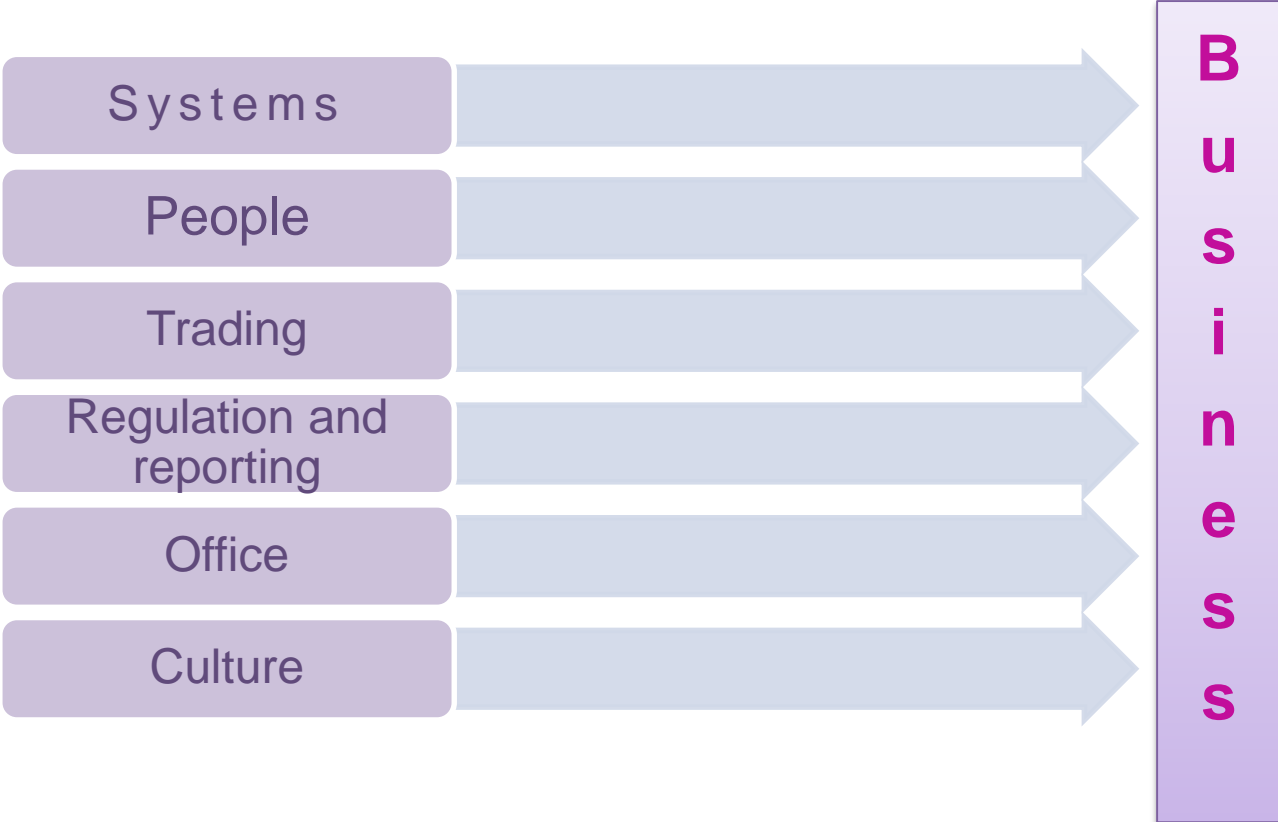 Systems
People
Trading
Regulation and
reporting
Office
Culture
B
u
s
i
n
e
s
s